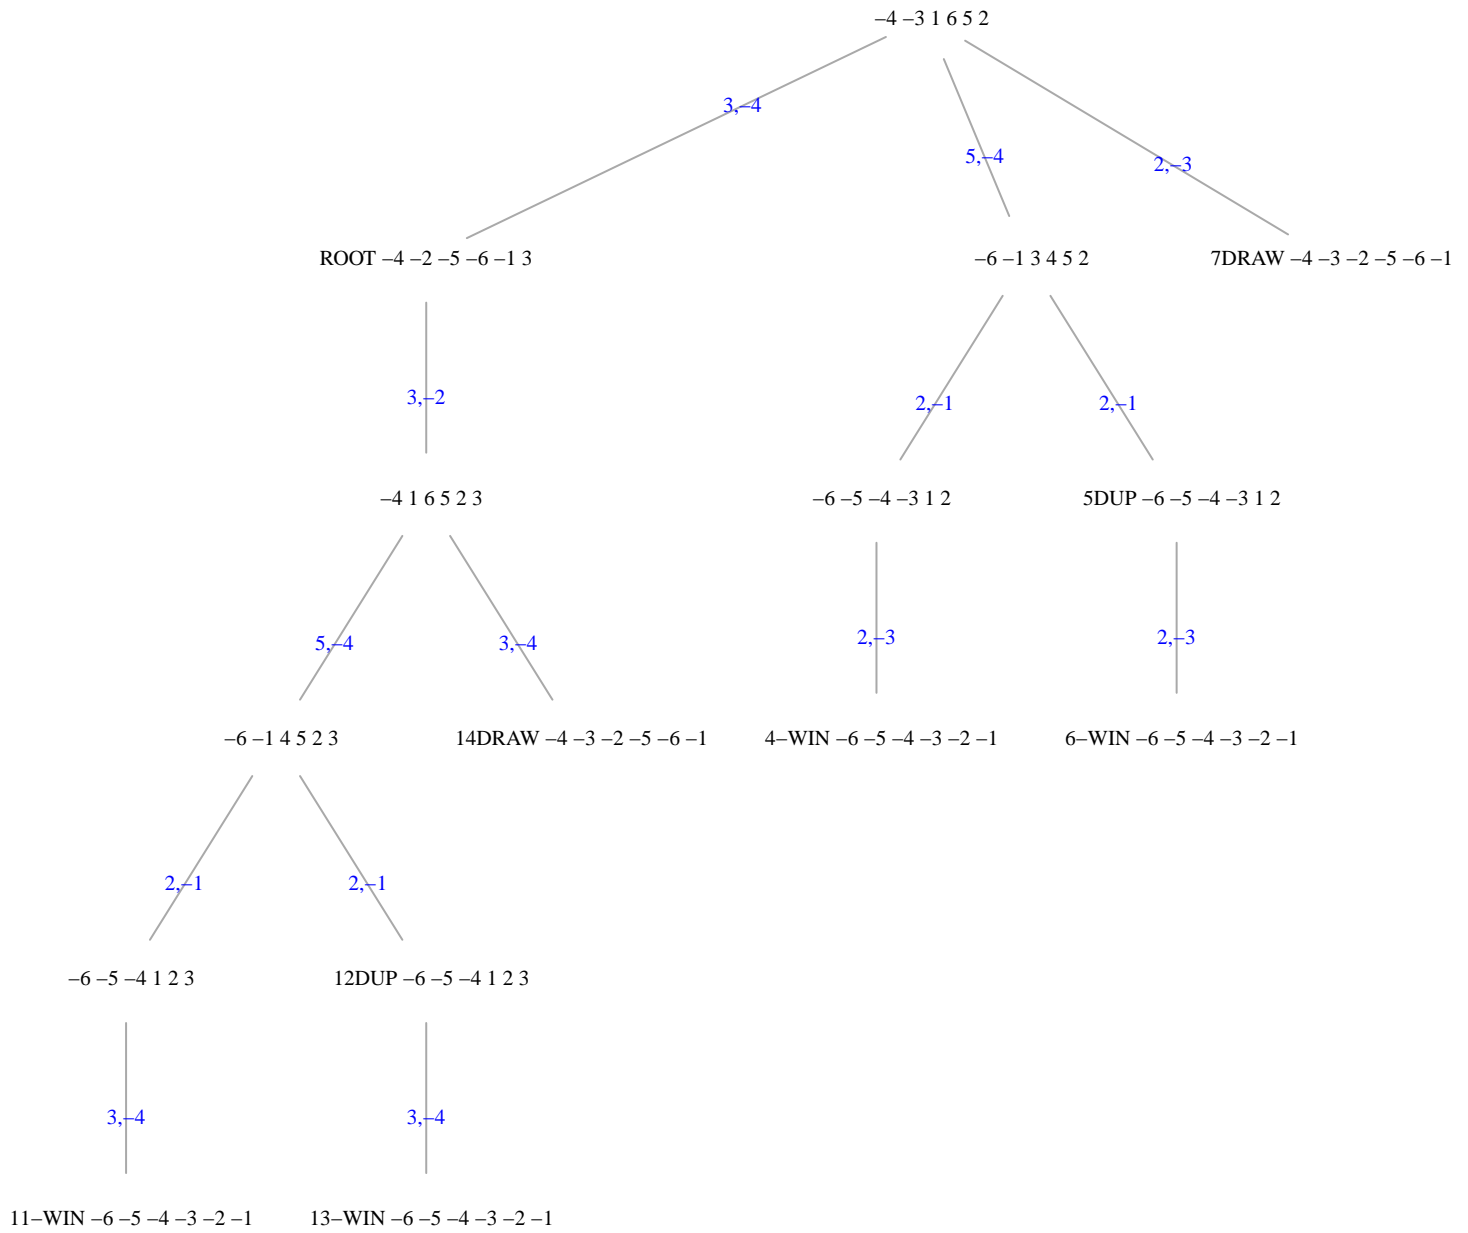 –4 –3 1 6 5 2
3,–4
5,–4
2,–3
ROOT –4 –2 –5 –6 –1 3
–6 –1 3 4 5 2
7DRAW –4 –3 –2 –5 –6 –1
3,–2
2,–1
2,–1
–4 1 6 5 2 3
–6 –5 –4 –3 1 2
5DUP –6 –5 –4 –3 1 2
5,–4
3,–4
2,–3
2,–3
–6 –1 4 5 2 3
14DRAW –4 –3 –2 –5 –6 –1
4–WIN –6 –5 –4 –3 –2 –1
6–WIN –6 –5 –4 –3 –2 –1
2,–1
2,–1
–6 –5 –4 1 2 3
12DUP –6 –5 –4 1 2 3
3,–4
3,–4
11–WIN –6 –5 –4 –3 –2 –1
13–WIN –6 –5 –4 –3 –2 –1